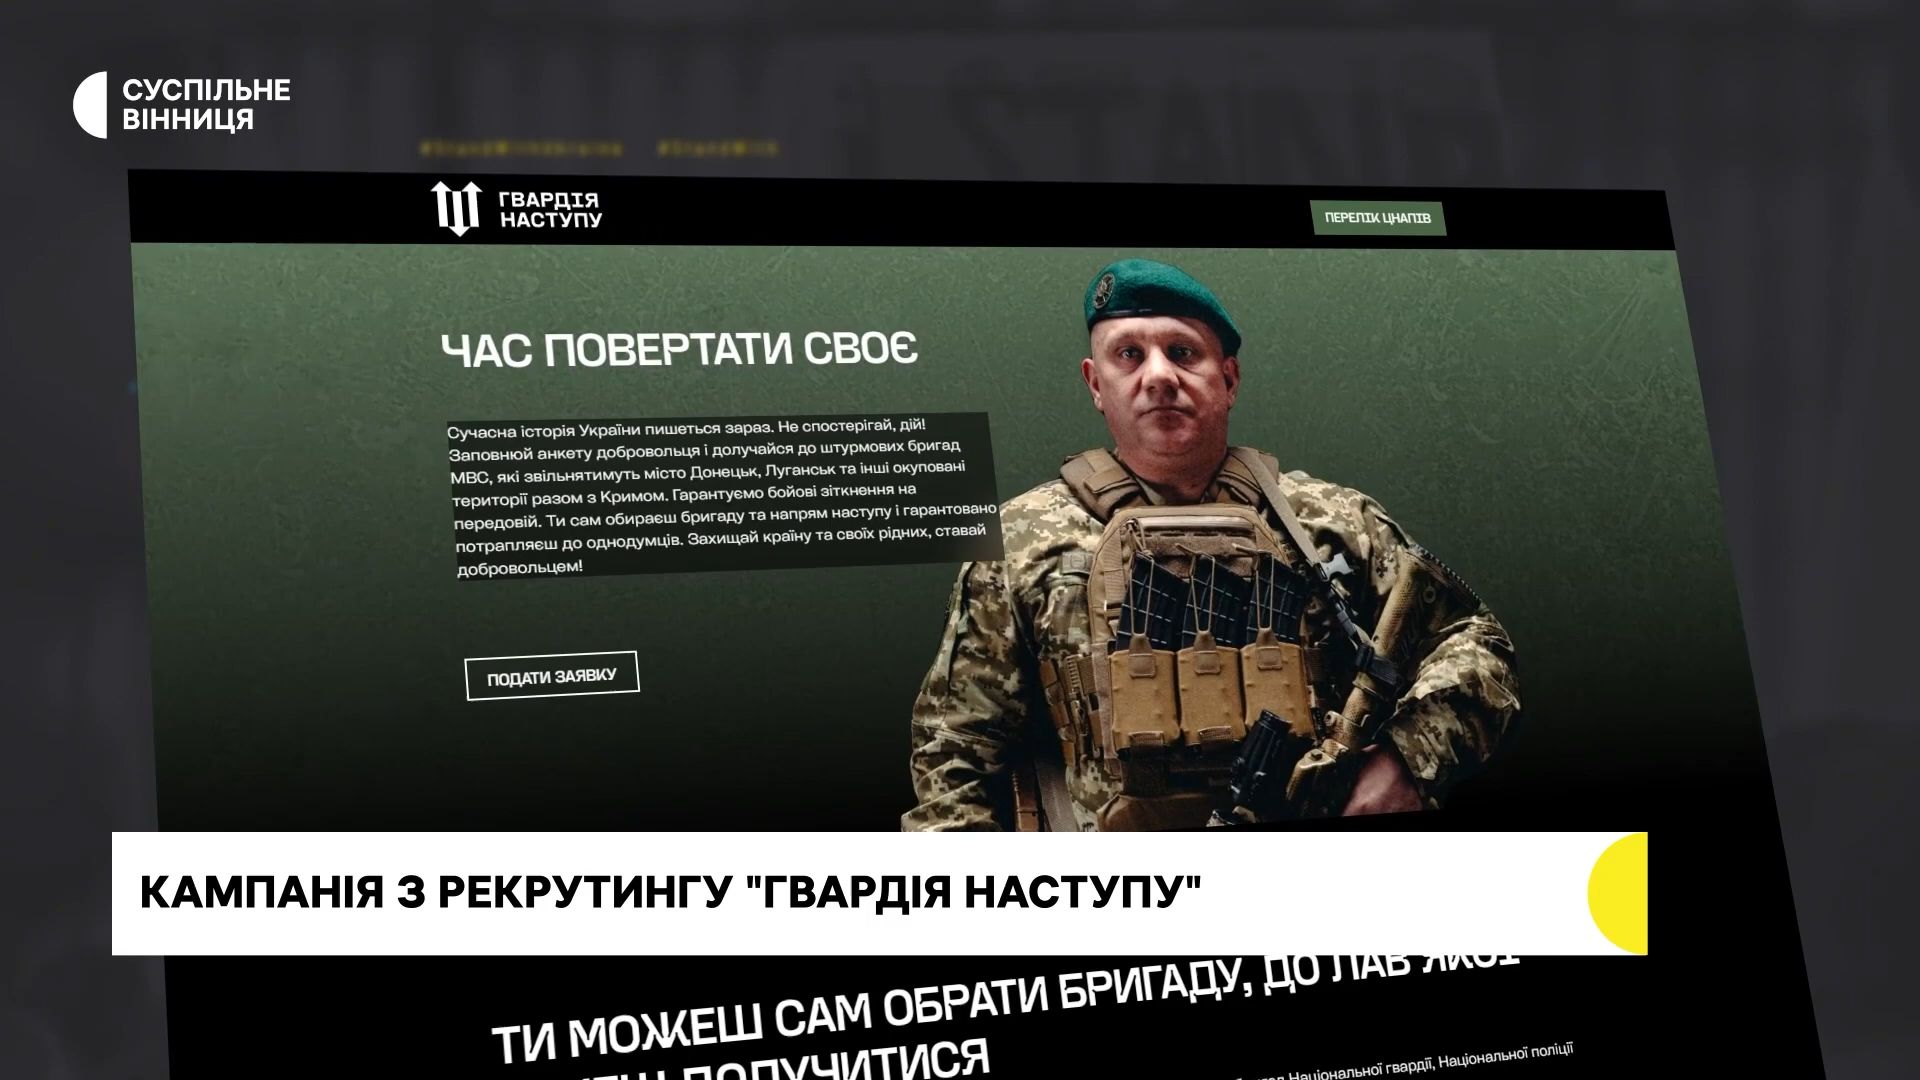 СУСПІЛЬНЕ
ВІННИЦЯ
ГВАРДІЯ
НАСТУПУ
ПЕРЕЛІК ЦНАПІВ
ЧАС ПОВЕРТАТИ СВОЄ
Сучасна історія України пишеться зараз. Не спостерігай, дій!
Заповнюй анкету добровольця і долучайся до штурмових бригад
МВС, які звільнятимуть місто Донецьк, Луганськ та інші окуповані
території разом з Кримом. Гарантуємо бойові зіткнення на
передовій. Ти сам обираєш бригаду та напрям наступу і гарантовано
потрапляєш до однодумців. Захищай країну та своїх рідних, ставай
добровольцем!
ПОДАТИ ЗАЯВКУ
КАМПАНІЯ З РЕКРУТИНГУ "ГВАРДІЯ НАСТУПУ"
ТИ МОЖЕШ САМ ОБРАТИ БРИГАДУ, ДО ЛАВ ЯКОЇ
ДОЛУЧИТИСЯ
Національної гвардії, Національної поліції